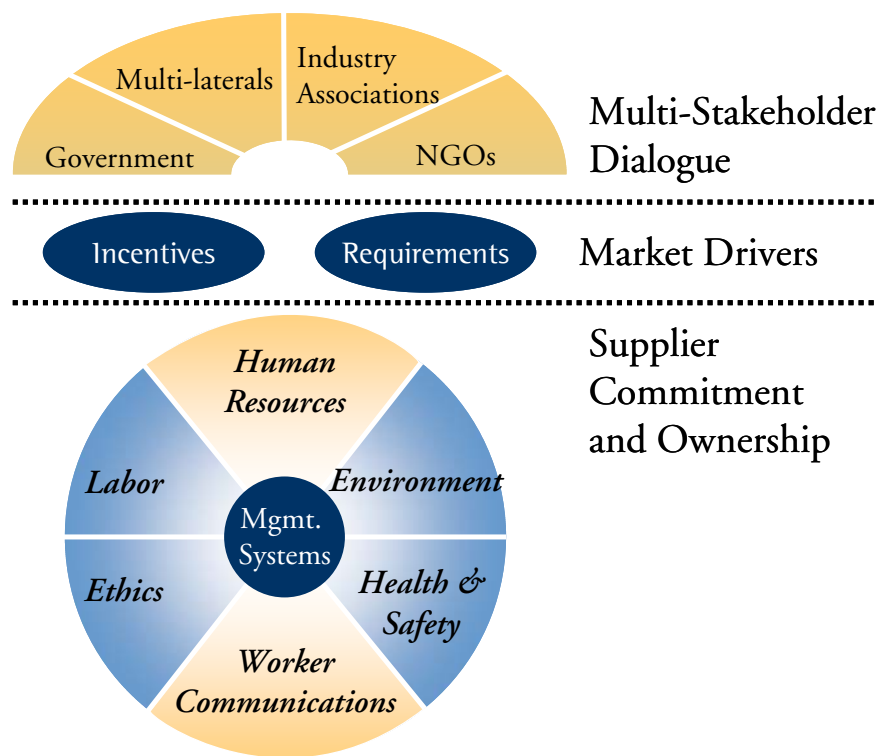 Multi-laterals
Industry
Associations
Government
NGOs
Multi-Stakeholder
Dialogue
Incentives
Requirements
Market Drivers
Supplier
Commitment
and Ownership
Human
Resources
Labor
Environment
Mgmt.
Systems
Ethics
Health &
Safety
Worker
Communications